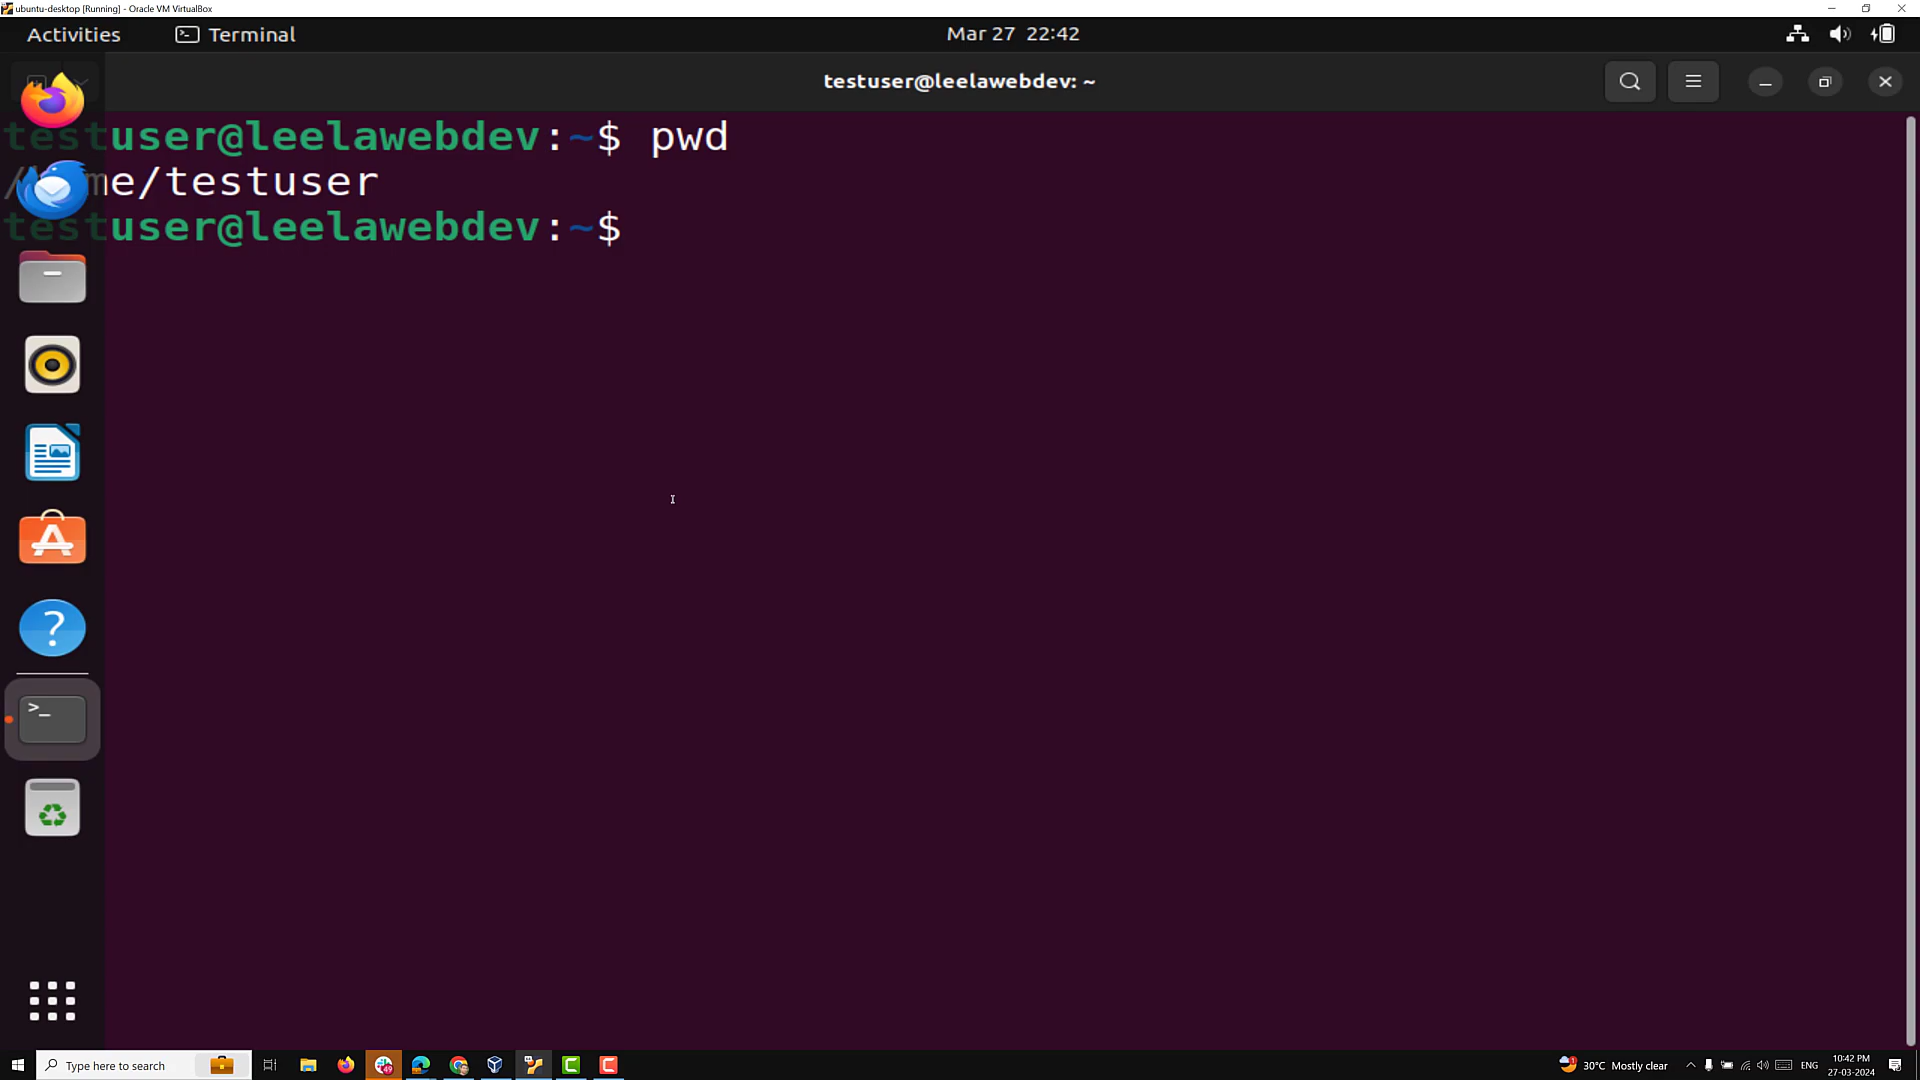 ubuntu-desktop [Running] - Oracle VM VirtualBox
Activities Terminal Mar 27 22:42
testuser@leelawebdev: ~
testuser@leelawebdev:~$ pwd
me/testuser
testuser@leelawebdev:~$
Type here to search 30°C Mostly clear ENG 10:42 PM
27-03-2024